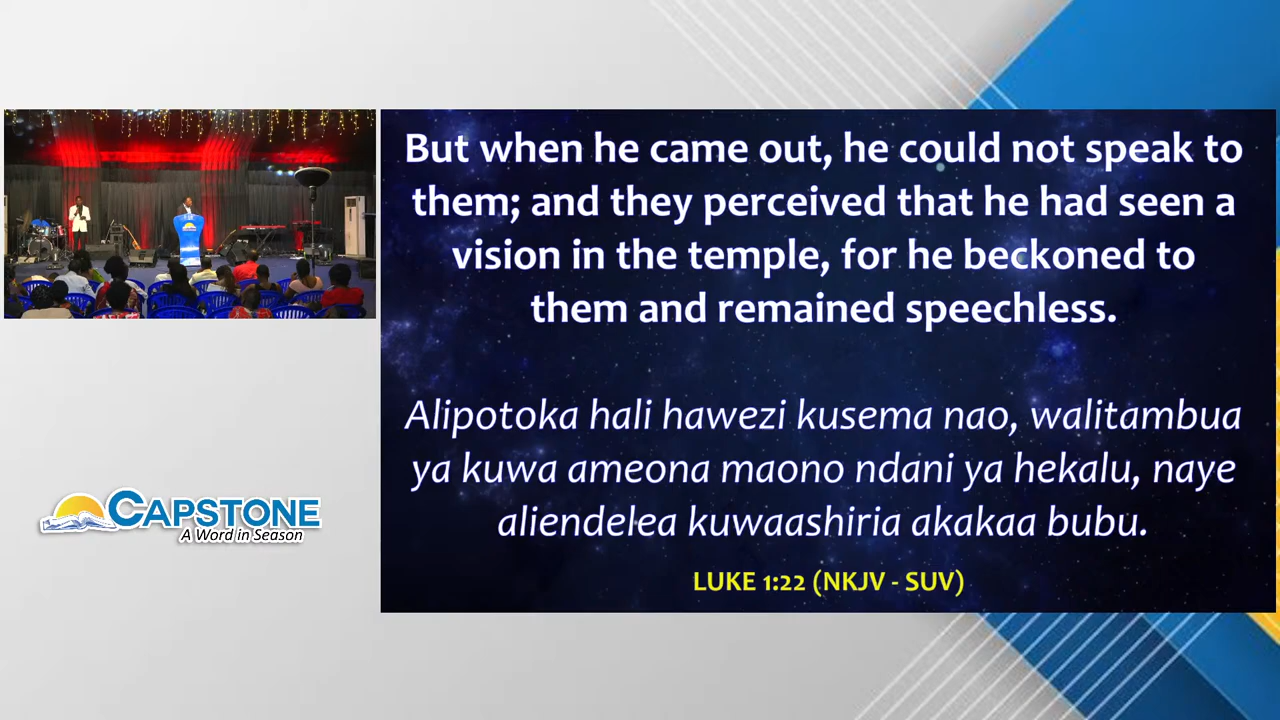 But when he came out, he could not speak to
them; and they perceived that he had seen a
vision in the temple, for he beckoned to
them and remained speechless.
Alipotoka hali hawezi kusema nao, walitambua
ya kuwa ameona maono ndani ya hekalu, naye
aliendelea kuwaashiria akakaa bubu.
LUKE 1:22 (NKJV - SUV)
CAPSTONE
A Word in Season